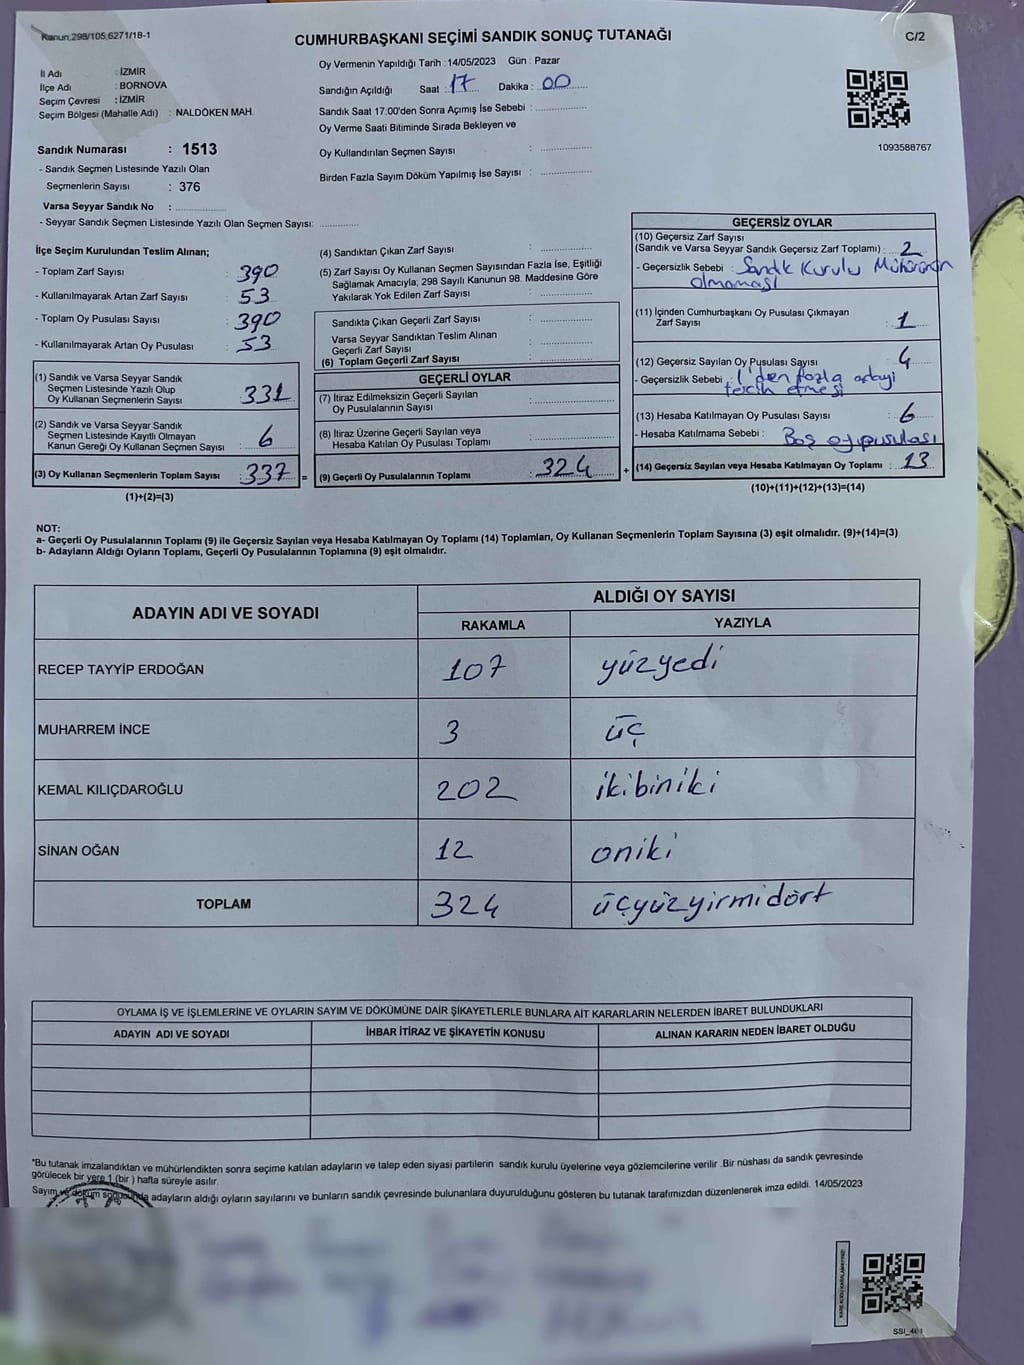 Kanun:298/105,6271/18-1
CUMHURBAŞKANI SEÇİMİ SANDIK SONUÇ TUTANAĞI
C/2
İl Adı : İZMİR
İlçe Adı : BORNOVA
Seçim Çevresi : İZMİR
Seçim Bölgesi (Mahalle Adı) : NALDÖKEN MAH.
Oy Vermenin Yapıldığı Tarih : 14/05/2023 Gün : Pazar
Sandığın Açıldığı Saat : 17 Dakika : 00
Sandık Saat 17:00'den Sonra Açımış İse Sebebi :
Oy Verme Saati Bitiminde Sırada Bekleyen ve
Oy Kullandırılan Seçmen Sayısı :
Birden Fazla Sayım Döküm Yapılmış İse Sayısı :
1093588767
Sandık Numarası : 1513
- Sandık Seçmen Listesinde Yazılı Olan
Seçmenlerin Sayısı : 376
Varsa Seyyar Sandık No :
- Seyyar Sandık Seçmen Listesinde Yazılı Olan Seçmen Sayısı:
İlçe Seçim Kurulundan Teslim Alınan;
- Toplam Zarf Sayısı : 390
- Kullanılmayarak Artan Zarf Sayısı : 53
- Toplam Oy Pusulası Sayısı : 390
- Kullanılmayarak Artan Oy Pusulası : 53
(1) Sandık ve Varsa Seyyar Sandık
Seçmen Listesinde Yazılı Olup
Oy Kullanan Seçmenlerin Sayısı : 331
(2) Sandık ve Varsa Seyyar Sandık
Seçmen Listesinde Kayıtlı Olmayan
Kanun Gereği Oy Kullanan Seçmen Sayısı : 6
(3) Oy Kullanan Seçmenlerin Toplam Sayısı : 337 =
(1)+(2)=(3)
(4) Sandıktan Çıkan Zarf Sayısı :
(5) Zarf Sayısı Oy Kullanan Seçmen Sayısından Fazla İse, Eşitliği
Sağlamak Amacıyla; 298 Sayılı Kanunun 98. Maddesine Göre
Yakılarak Yok Edilen Zarf Sayısı :
Sandıkta Çıkan Geçerli Zarf Sayısı :
Varsa Seyyar Sandıktan Teslim Alınan
Geçerli Zarf Sayısı :
(6) Toplam Geçerli Zarf Sayısı :
GEÇERLİ OYLAR
(7) İtiraz Edilmeksizin Geçerli Sayılan
Oy Pusulalarının Sayısı :
(8) İtiraz Üzerine Geçerli Sayılan veya
Hesaba Katılan Oy Pusulası Toplamı :
(9) Geçerli Oy Pusulalarının Toplamı : 324 +
GEÇERSİZ OYLAR
(10) Geçersiz Zarf Sayısı
(Sandık ve Varsa Seyyar Sandık Geçersiz Zarf Toplamı) : 2
- Geçersizlik Sebebi : Sandık Kurulu Mühürünün
olmaması
(11) İçinden Cumhurbaşkanı Oy Pusulası Çıkmayan
Zarf Sayısı : 1
(12) Geçersiz Sayılan Oy Pusulası Sayısı : 4
- Geçersizlik Sebebi : 1'den fazla adayı
tercih etmesi
(13) Hesaba Katılmayan Oy Pusulası Sayısı : 6
- Hesaba Katılmama Sebebi : Boş oy pusulası
(14) Geçersiz Sayılan veya Hesaba Katılmayan Oy Toplamı : 13
(10)+(11)+(12)+(13)=(14)
NOT:
a- Geçerli Oy Pusulalarının Toplamı (9) ile Geçersiz Sayılan veya Hesaba Katılmayan Oy Toplamı (14) Toplamları, Oy Kullanan Seçmenlerin Toplam Sayısına (3) eşit olmalıdır. (9)+(14)=(3)
b- Adayların Aldığı Oyların Toplamı, Geçerli Oy Pusulalarının Toplamına (9) eşit olmalıdır.
ADAYIN ADI VE SOYADI
ALDIĞI OY SAYISI
RAKAMLA YAZIYLA
RECEP TAYYİP ERDOĞAN 107 yüzyedi
MUHARREM İNCE 3 üç
KEMAL KILIÇDAROĞLU 202 ikibiniki
SİNAN OĞAN 12 oniki
TOPLAM 324 üçyüzyirmidört
OYLAMA İŞ VE İŞLEMLERİNE VE OYLARIN SAYIM VE DÖKÜMÜNE DAİR ŞİKAYETLERLE BUNLARA AİT KARARLARIN NELERDEN İBARET BULUNDUKLARI
ADAYIN ADI VE SOYADI İHBAR İTİRAZ VE ŞİKAYETİN KONUSU ALINAN KARARIN NEDEN İBARET OLDUĞU
*Bu tutanak imzalandıktan ve mühürlendikten sonra seçime katılan adayların ve talep eden siyasi partilerin sandık kurulu üyelerine veya gözlemcilerine verilir .Bir nüshası da sandık çevresinde
görülecek bir yere 1 (bir ) hafta süreyle asılır.
Sayım ve döküm sonucunda adayların aldığı oyların sayılarını ve bunların sandık çevresinde bulunanlara duyurulduğunu gösteren bu tutanak tarafımızdan düzenlenerek imza edildi. 14/05/2023